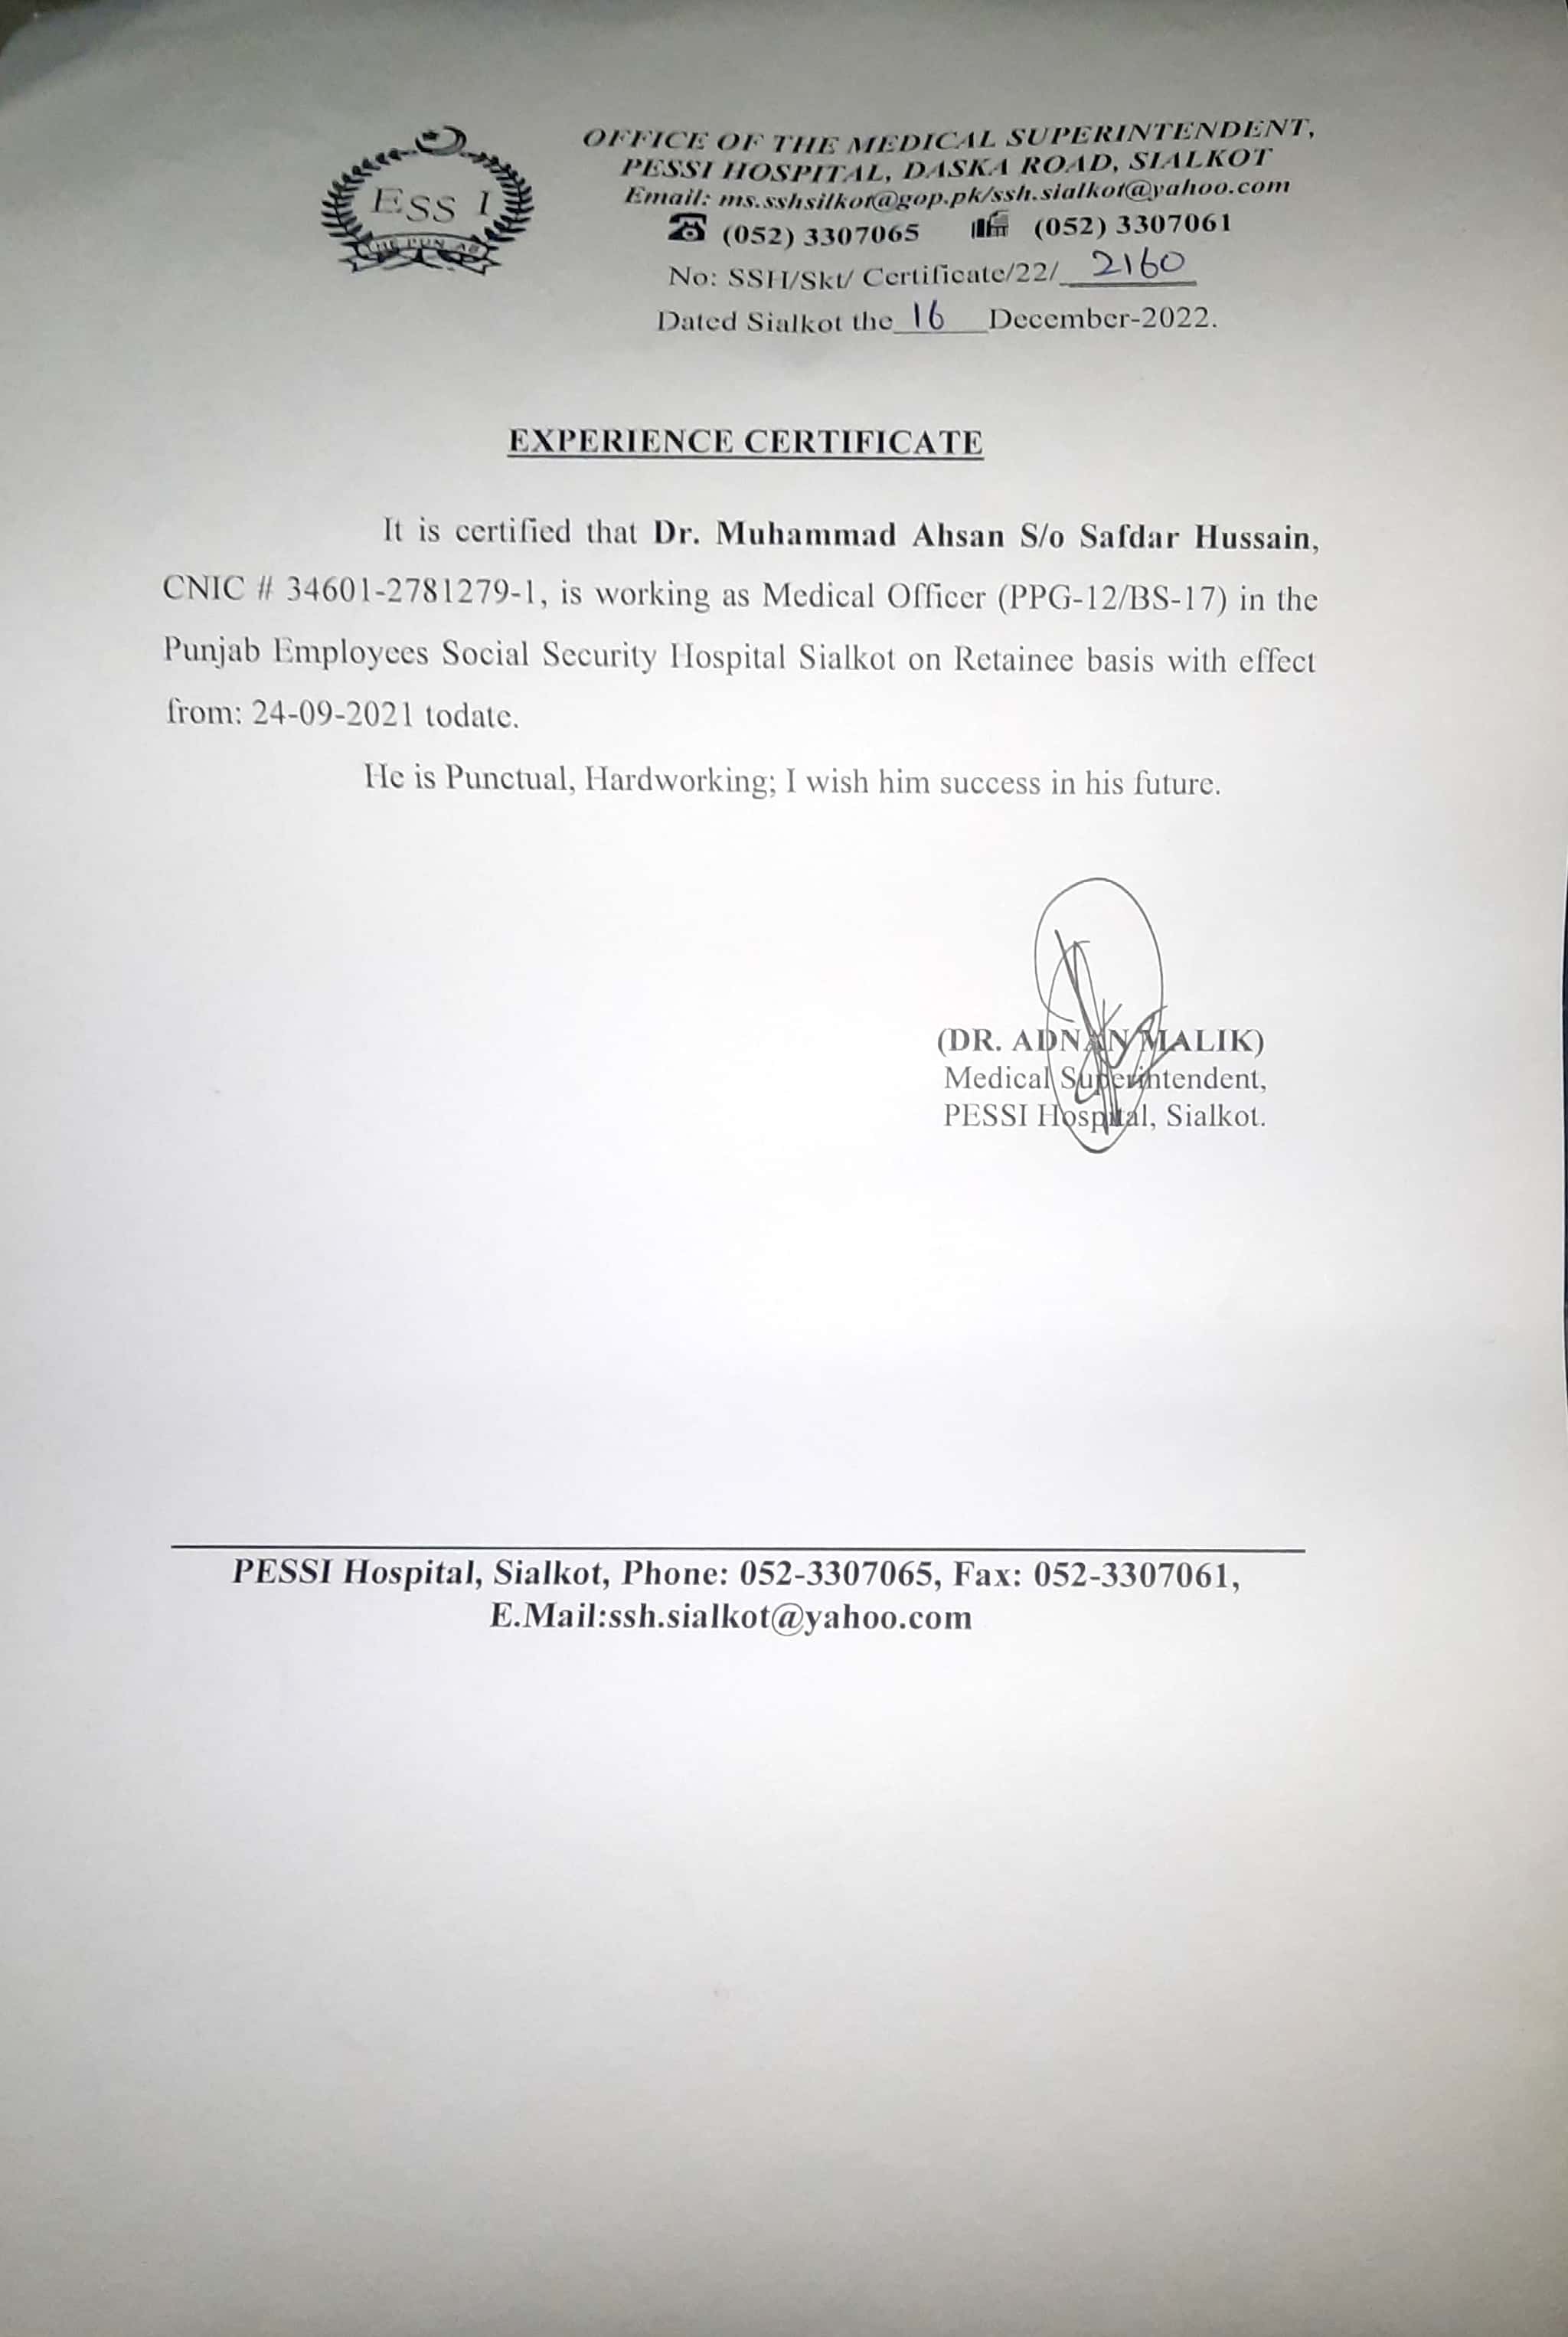 ESS I
THE PUNJAB
OFFICE OF THE MEDICAL SUPERINTENDENT,
PESSI HOSPITAL, DASKA ROAD, SIALKOT
Email: ms.sshsilkot@gop.pk/ssh.sialkot@yahoo.com
(052) 3307065 (052) 3307061
No: SSH/Skt/ Certificate/22/ 2160
Dated Sialkot the 16 December-2022.
EXPERIENCE CERTIFICATE
It is certified that Dr. Muhammad Ahsan S/o Safdar Hussain,
CNIC # 34601-2781279-1, is working as Medical Officer (PPG-12/BS-17) in the
Punjab Employees Social Security Hospital Sialkot on Retainee basis with effect
from: 24-09-2021 todate.
He is Punctual, Hardworking; I wish him success in his future.
(DR. ADNAN MALIK)
Medical Superintendent,
PESSI Hospital, Sialkot.
PESSI Hospital, Sialkot, Phone: 052-3307065, Fax: 052-3307061,
E.Mail:ssh.sialkot@yahoo.com